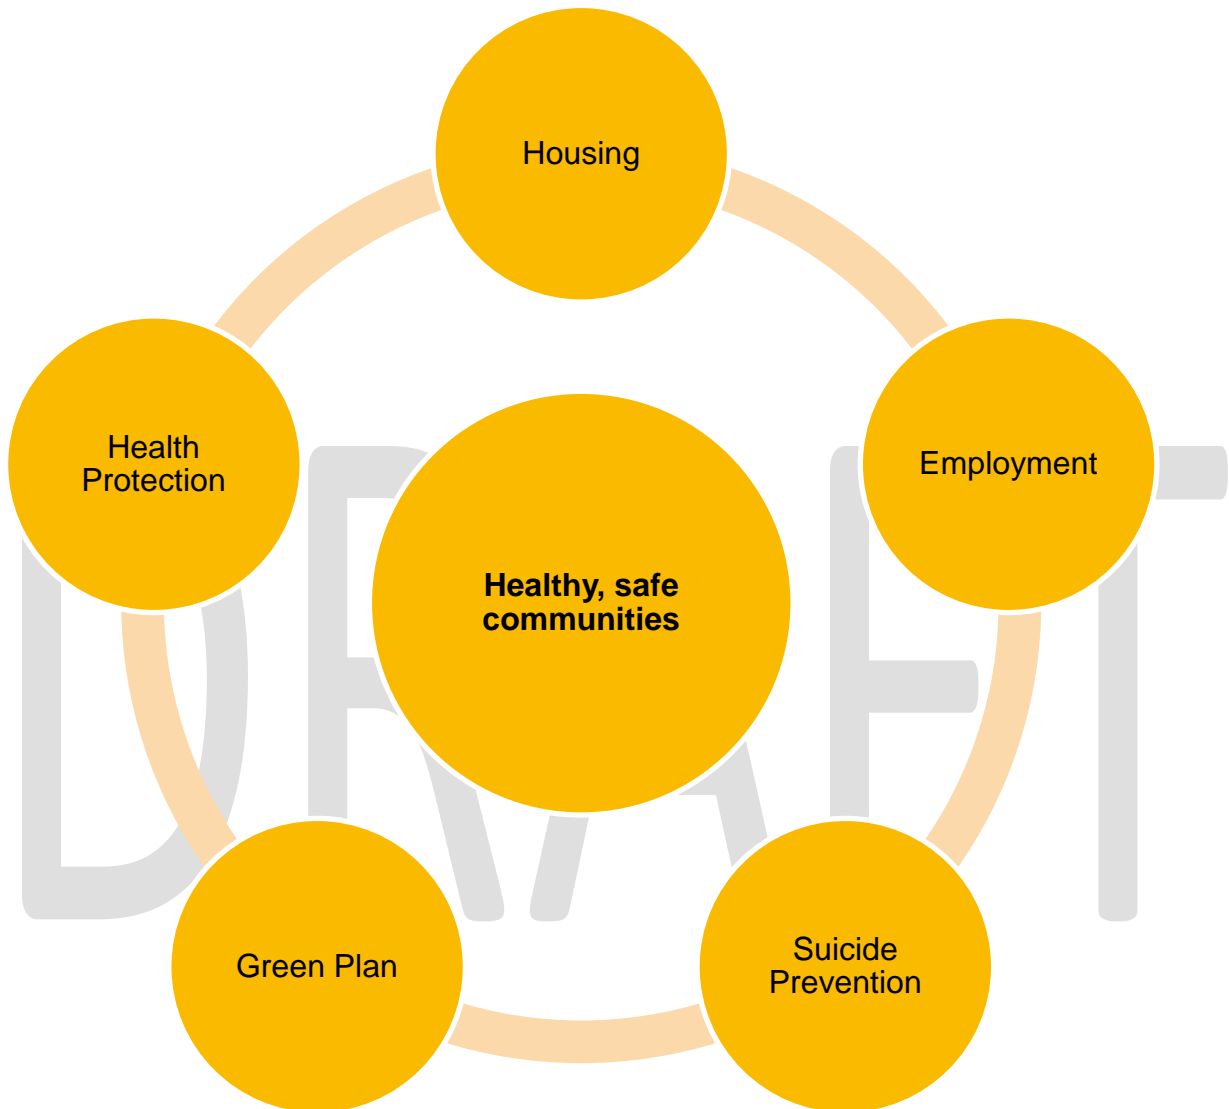 Housing
Employment
Health
Protection
Healthy, safe
communities
Suicide
Prevention
Green Plan
DRAFT